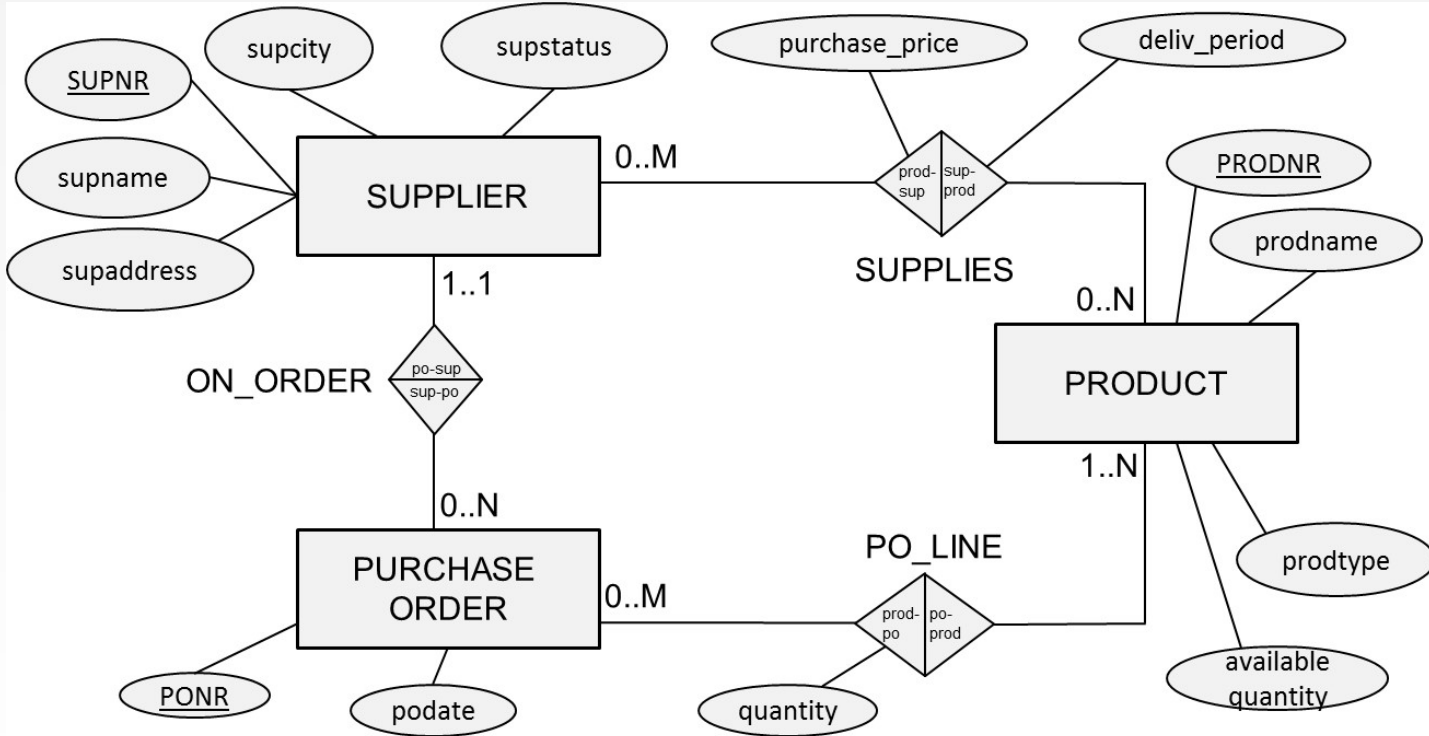 supcity
supstatus
purchase_price
deliv_period
SUPNR
supname
supaddress
SUPPLIER
0..M
prod-
sup
sup-
prod
SUPPLIES
PRODNR
prodname
1..1
0..N
ON_ORDER
po-sup
sup-po
PRODUCT
0..N
1..N
PURCHASE
ORDER
0..M
PO_LINE
prod-
po
po-
prod
prodtype
available
quantity
PONR
podate
quantity